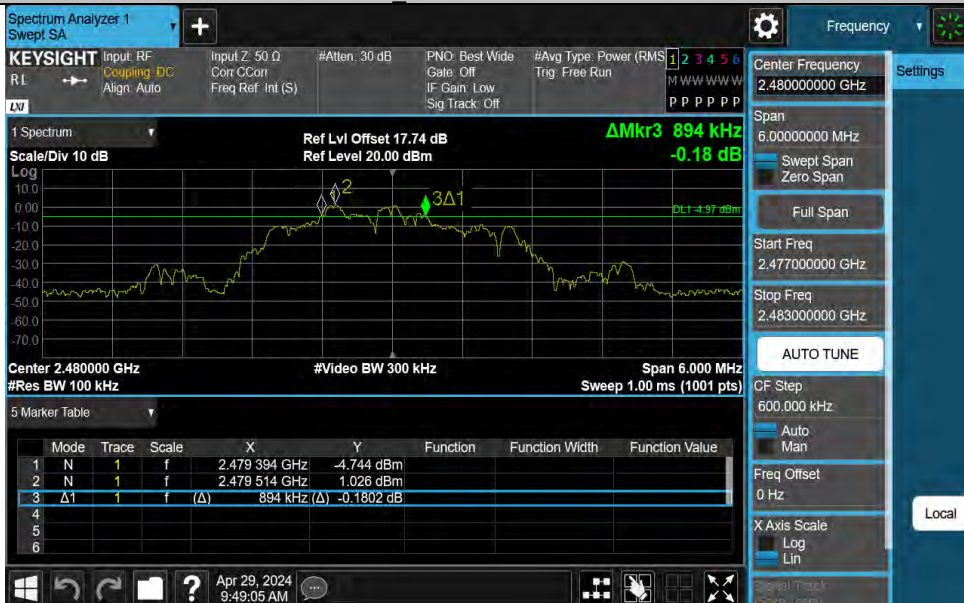 Spectrum Analyzer 1
Swept SA
+
Frequency
KEYSIGHT
RL
LXI
Input: RF
Coupling: DC
Align: Auto
Input Z: 50 Ω
Corr CCorr
Freq Ref: Int (S)
#Atten: 30 dB
PNO: Best Wide
Gate: Off
IF Gain: Low
Sig Track: Off
#Avg Type: Power (RMS
Trig: Free Run
1 2 3 4 5 6
M W W W W W
P P P P P P
Center Frequency
2.480000000 GHz
Settings
Span
6.00000000 MHz
Swept Span
Zero Span
Full Span
Start Freq
2.477000000 GHz
Stop Freq
2.483000000 GHz
AUTO TUNE
CF Step
600.000 kHz
Auto
Man
Freq Offset
0 Hz
X Axis Scale
Log
Lin
Local
1 Spectrum
Scale/Div 10 dB
Ref Lvl Offset 17.74 dB
Ref Level 20.00 dBm
ΔMkr3 894 kHz
-0.18 dB
Log
10.0
0.00
-10.0
-20.0
-30.0
-40.0
-50.0
-60.0
-70.0
2
3Δ1
DL1 -4.97 dBm
Center 2.480000 GHz
#Video BW 300 kHz
Span 6.000 MHz
#Res BW 100 kHz
Sweep 1.00 ms (1001 pts)
5 Marker Table
Mode Trace Scale X Y Function Function Width Function Value
1 N 1 f 2.479 394 GHz -4.744 dBm
2 N 1 f 2.479 514 GHz 1.026 dBm
3 Δ1 1 f (Δ) 894 kHz (Δ) -0.1802 dB
4
5
6
?
Apr 29, 2024
9:49:05 AM